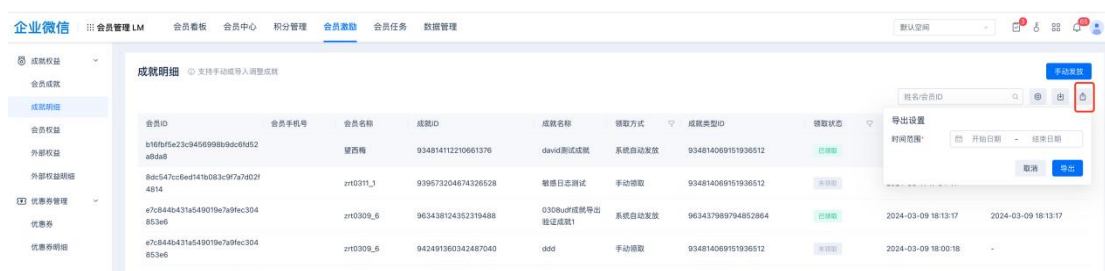 企业微信 会员管理 LM 会员看板 会员中心 积分管理 会员激励 会员任务 数据管理 默认空间 61
成就权益
会员成就
成就明细
会员权益
外部权益
外部权益明细
优惠券管理
优惠券
优惠券明细
成就明细 支持手动或导入调整成就 手动发放
姓名/会员ID
导出设置
时间范围* 开始日期 - 结束日期
取消 导出
会员ID 会员手机号 会员名称 成就ID 成就名称 领取方式 成就类型ID 领取状态
b16fbf5e23c9456998b9dc6fd52 望西梅 934814112210661376 david测试成就 系统自动发放 934814069151936512 已领取
a8da8
8dc547cc6ed141b083c9f7a7d02f zrt0311_1 939573204674326528 敏感日志测试 手动领取 934814069151936512 未领取
4814
e7c844b431a549019e7a9fec304 zrt0309_6 963438124352319488 0308udf成就导出 系统自动发放 963437989794852864 已领取 2024-03-09 18:13:17 2024-03-09 18:13:17
853e6 验证成就1
e7c844b431a549019e7a9fec304 zrt0309_6 942491360342487040 ddd 手动领取 934814069151936512 未领取 2024-03-09 18:00:18 -
853e6